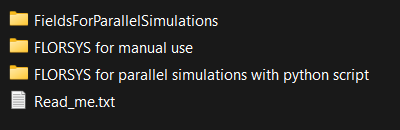 FieldsForParallelSimulations
FLORSYS for manual use
FLORSYS for parallel simulations with python script
Read_me.txt